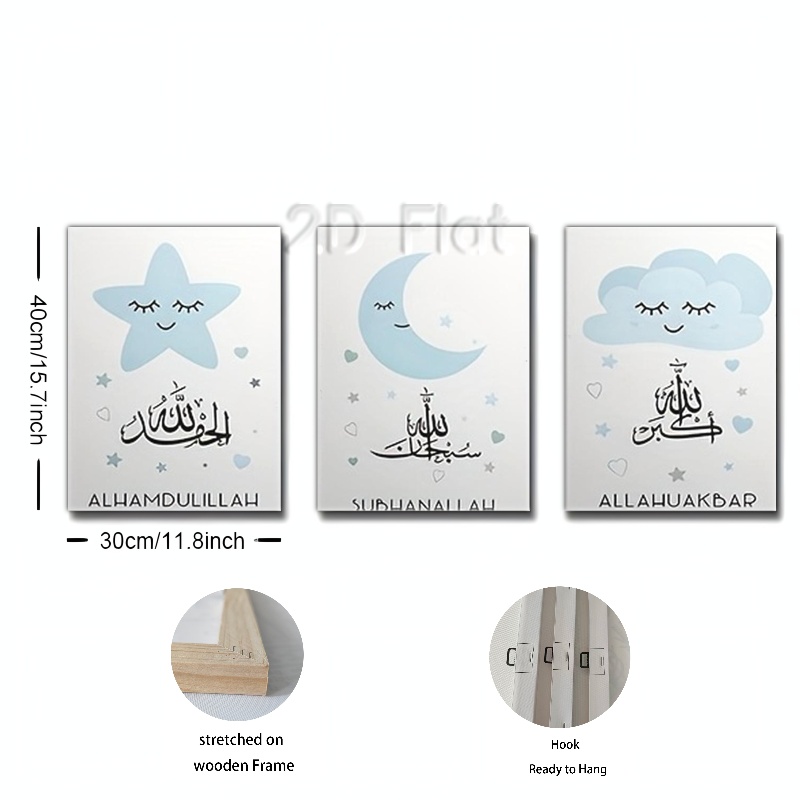 2.D Flat
40cm/15.7inch
الحمد لله
ALHAMDULILLAH
سبحان الله
SUBHANALLAH
الله أكبر
ALLAHUAKBAR
30cm/11.8inch
stretched on
wooden Frame
Hook
Ready to Hang